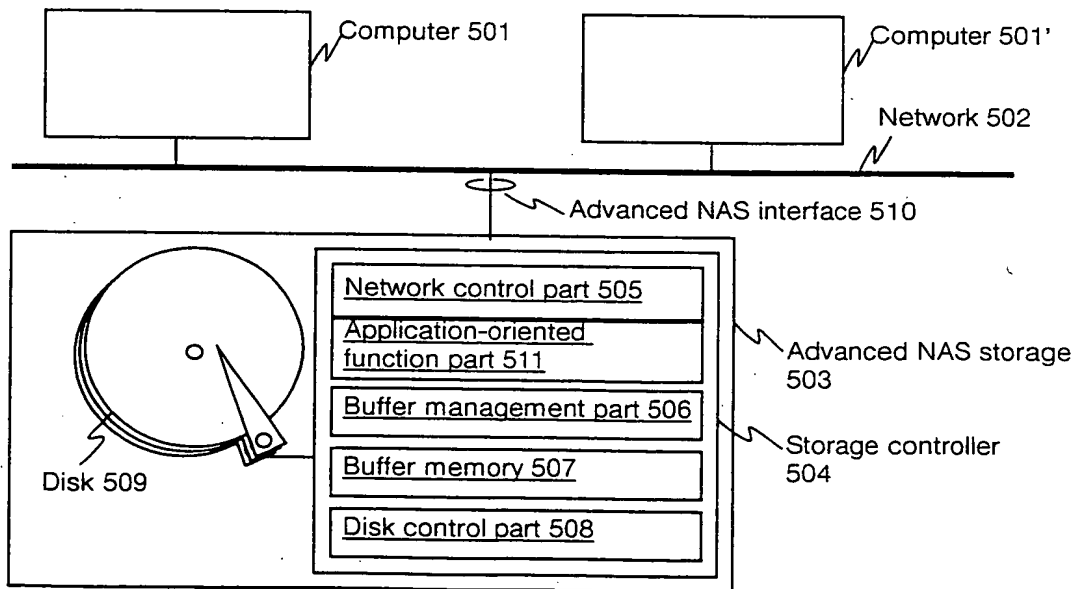 Computer 501
Computer 501'
Network 502
Advanced NAS interface 510
Network control part 505
Application-oriented
function part 511
Buffer management part 506
Buffer memory 507
Disk control part 508
Disk 509
Advanced NAS storage
503
Storage controller
504